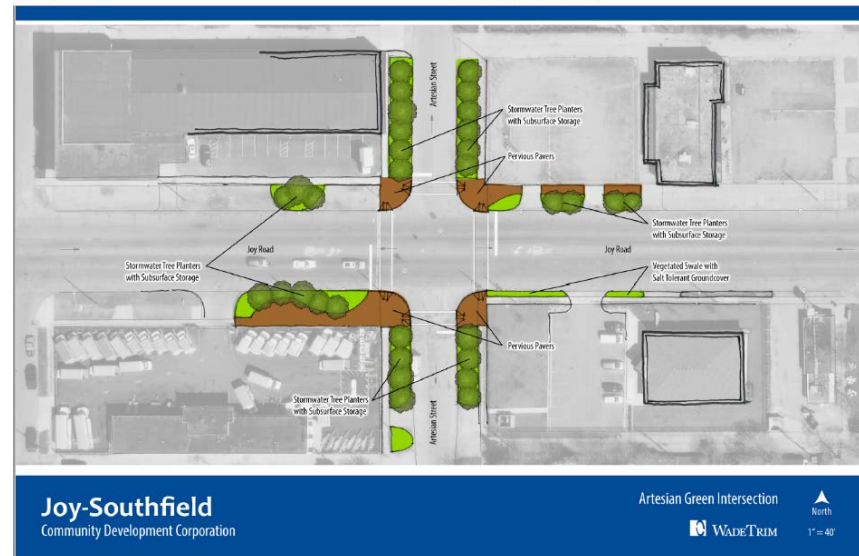 Artesian Street
Stormwater Tree Planters
with Subsurface Storage
Pervious Pavers
Stormwater Tree Planters
with Subsurface Storage
Joy Road
Joy Road
Stormwater Tree Planters
with Subsurface Storage
Vegetated Swale with
Salt Tolerant Groundcover
Pervious Pavers
Stormwater Tree Planters
with Subsurface Storage
Artesian Street
Joy-Southfield
Community Development Corporation
Artesian Green Intersection
WADETRIM
North
1" = 40'